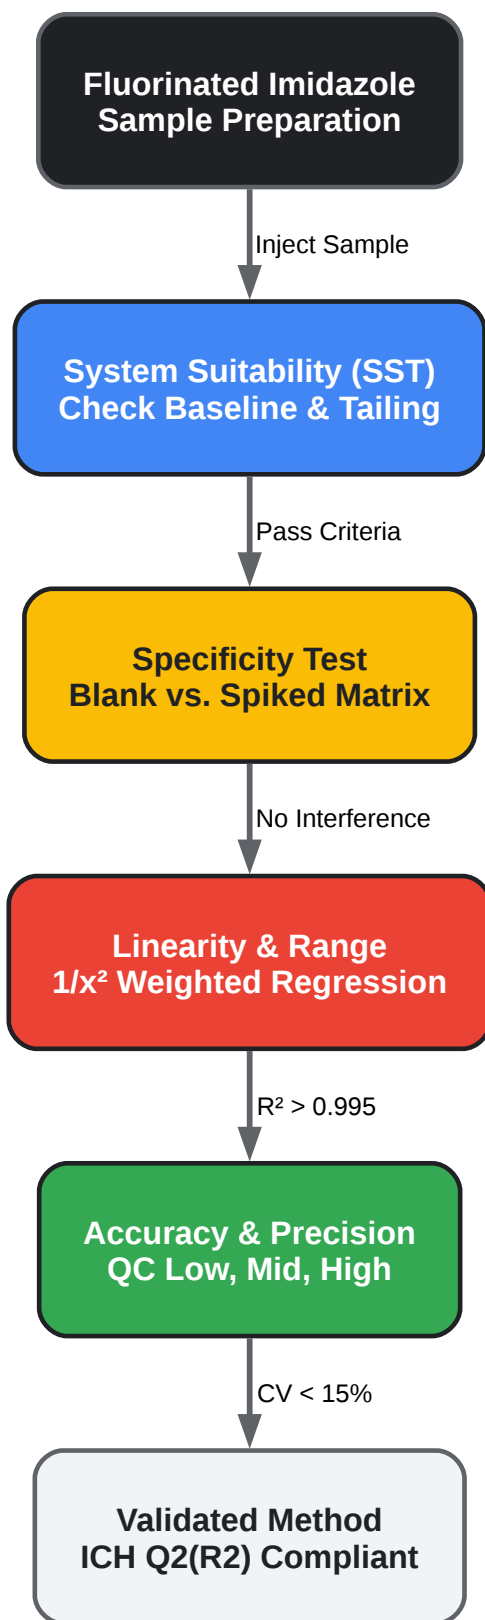 Fluorinated Imidazole
Sample Preparation
Inject Sample
System Suitability (SST)
Check Baseline & Tailing
Pass Criteria
Specificity Test
Blank vs. Spiked Matrix
No Interference
Linearity & Range
1/x² Weighted Regression
R² > 0.995
Accuracy & Precision
QC Low, Mid, High
CV < 15%
Validated Method
ICH Q2(R2) Compliant